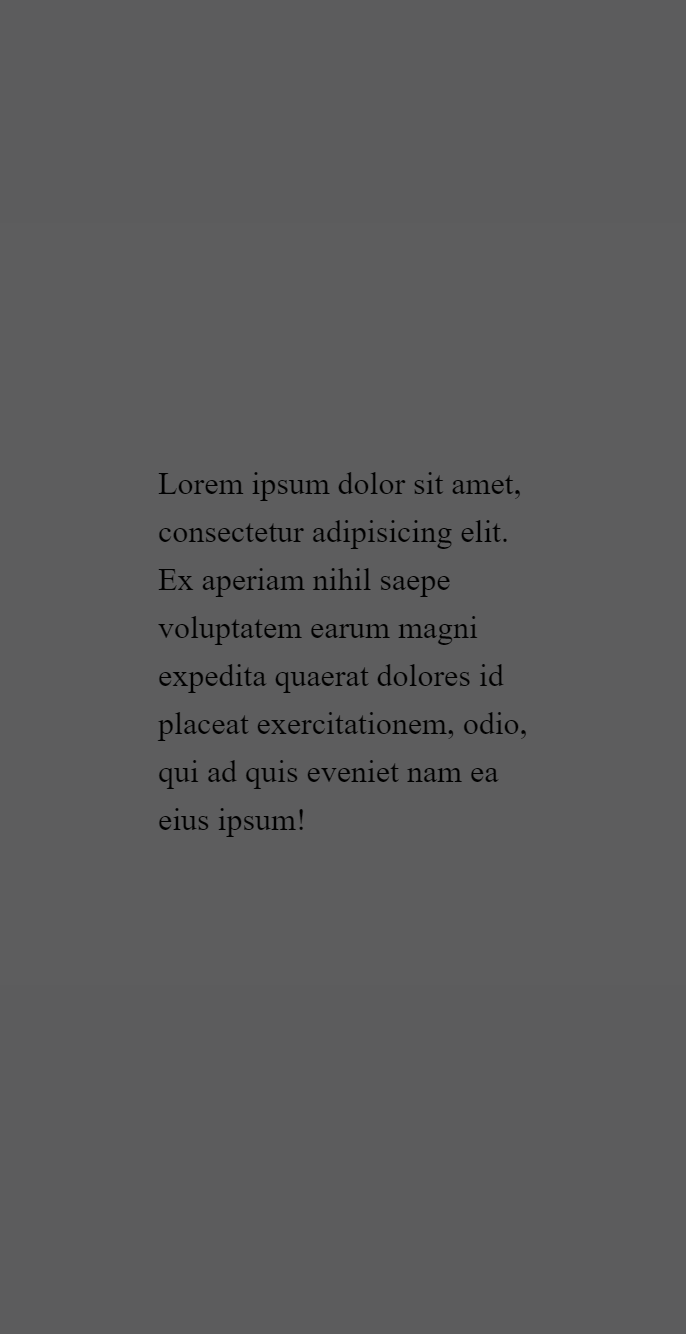 Lorem ipsum dolor sit amet,
consectetur adipisicing elit.
Ex aperiam nihil saepe
voluptatem earum magni
expedita quaerat dolores id
placeat exercitationem, odio,
qui ad quis eveniet nam ea
eius ipsum!